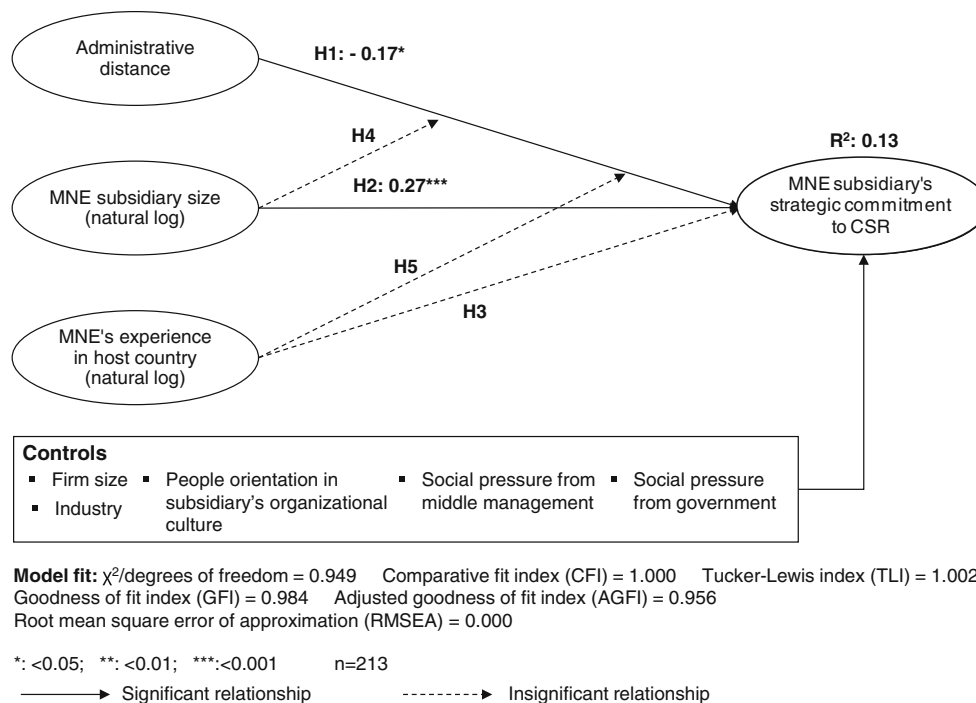 Administrative
distance
H1: - 0.17*
H4
R²: 0.13
MNE subsidiary size
(natural log)
H2: 0.27***
MNE subsidiary's
strategic commitment
to CSR
H5
H3
MNE's experience
in host country
(natural log)
Controls
▪ Firm size
▪ Industry
▪ People orientation in
subsidiary's organizational
culture
▪ Social pressure from
middle management
▪ Social pressure
from government
Model fit: χ²/degrees of freedom = 0.949 Comparative fit index (CFI) = 1.000 Tucker-Lewis index (TLI) = 1.002
Goodness of fit index (GFI) = 0.984 Adjusted goodness of fit index (AGFI) = 0.956
Root mean square error of approximation (RMSEA) = 0.000
*: <0.05; **: <0.01; ***:<0.001 n=213
Significant relationship Insignificant relationship